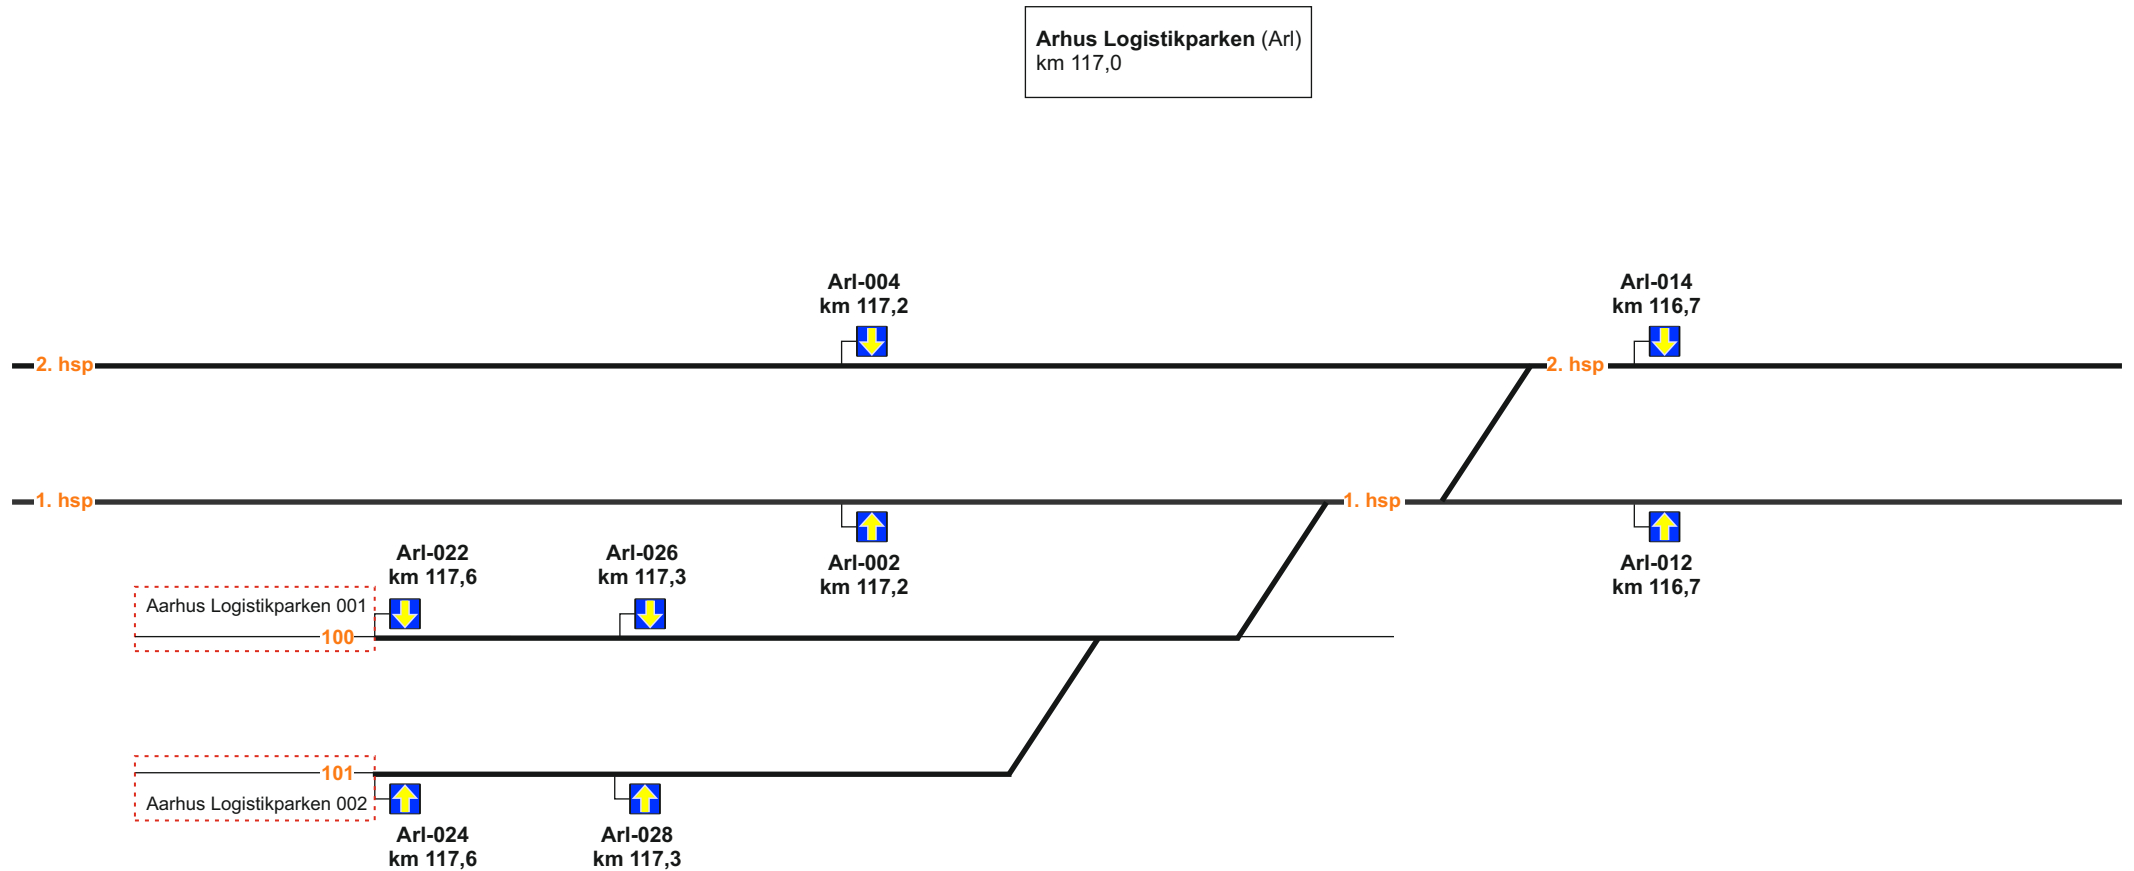 Arhus Logistikparken (Arl)
km 117,0
Arl-004
km 117,2
Arl-014
km 116,7
2. hsp
2. hsp
1. hsp
1. hsp
Arl-022
km 117,6
Arl-026
km 117,3
Arl-002
km 117,2
Arl-012
km 116,7
Aarhus Logistikparken 001
100
101
Aarhus Logistikparken 002
Arl-024
km 117,6
Arl-028
km 117,3